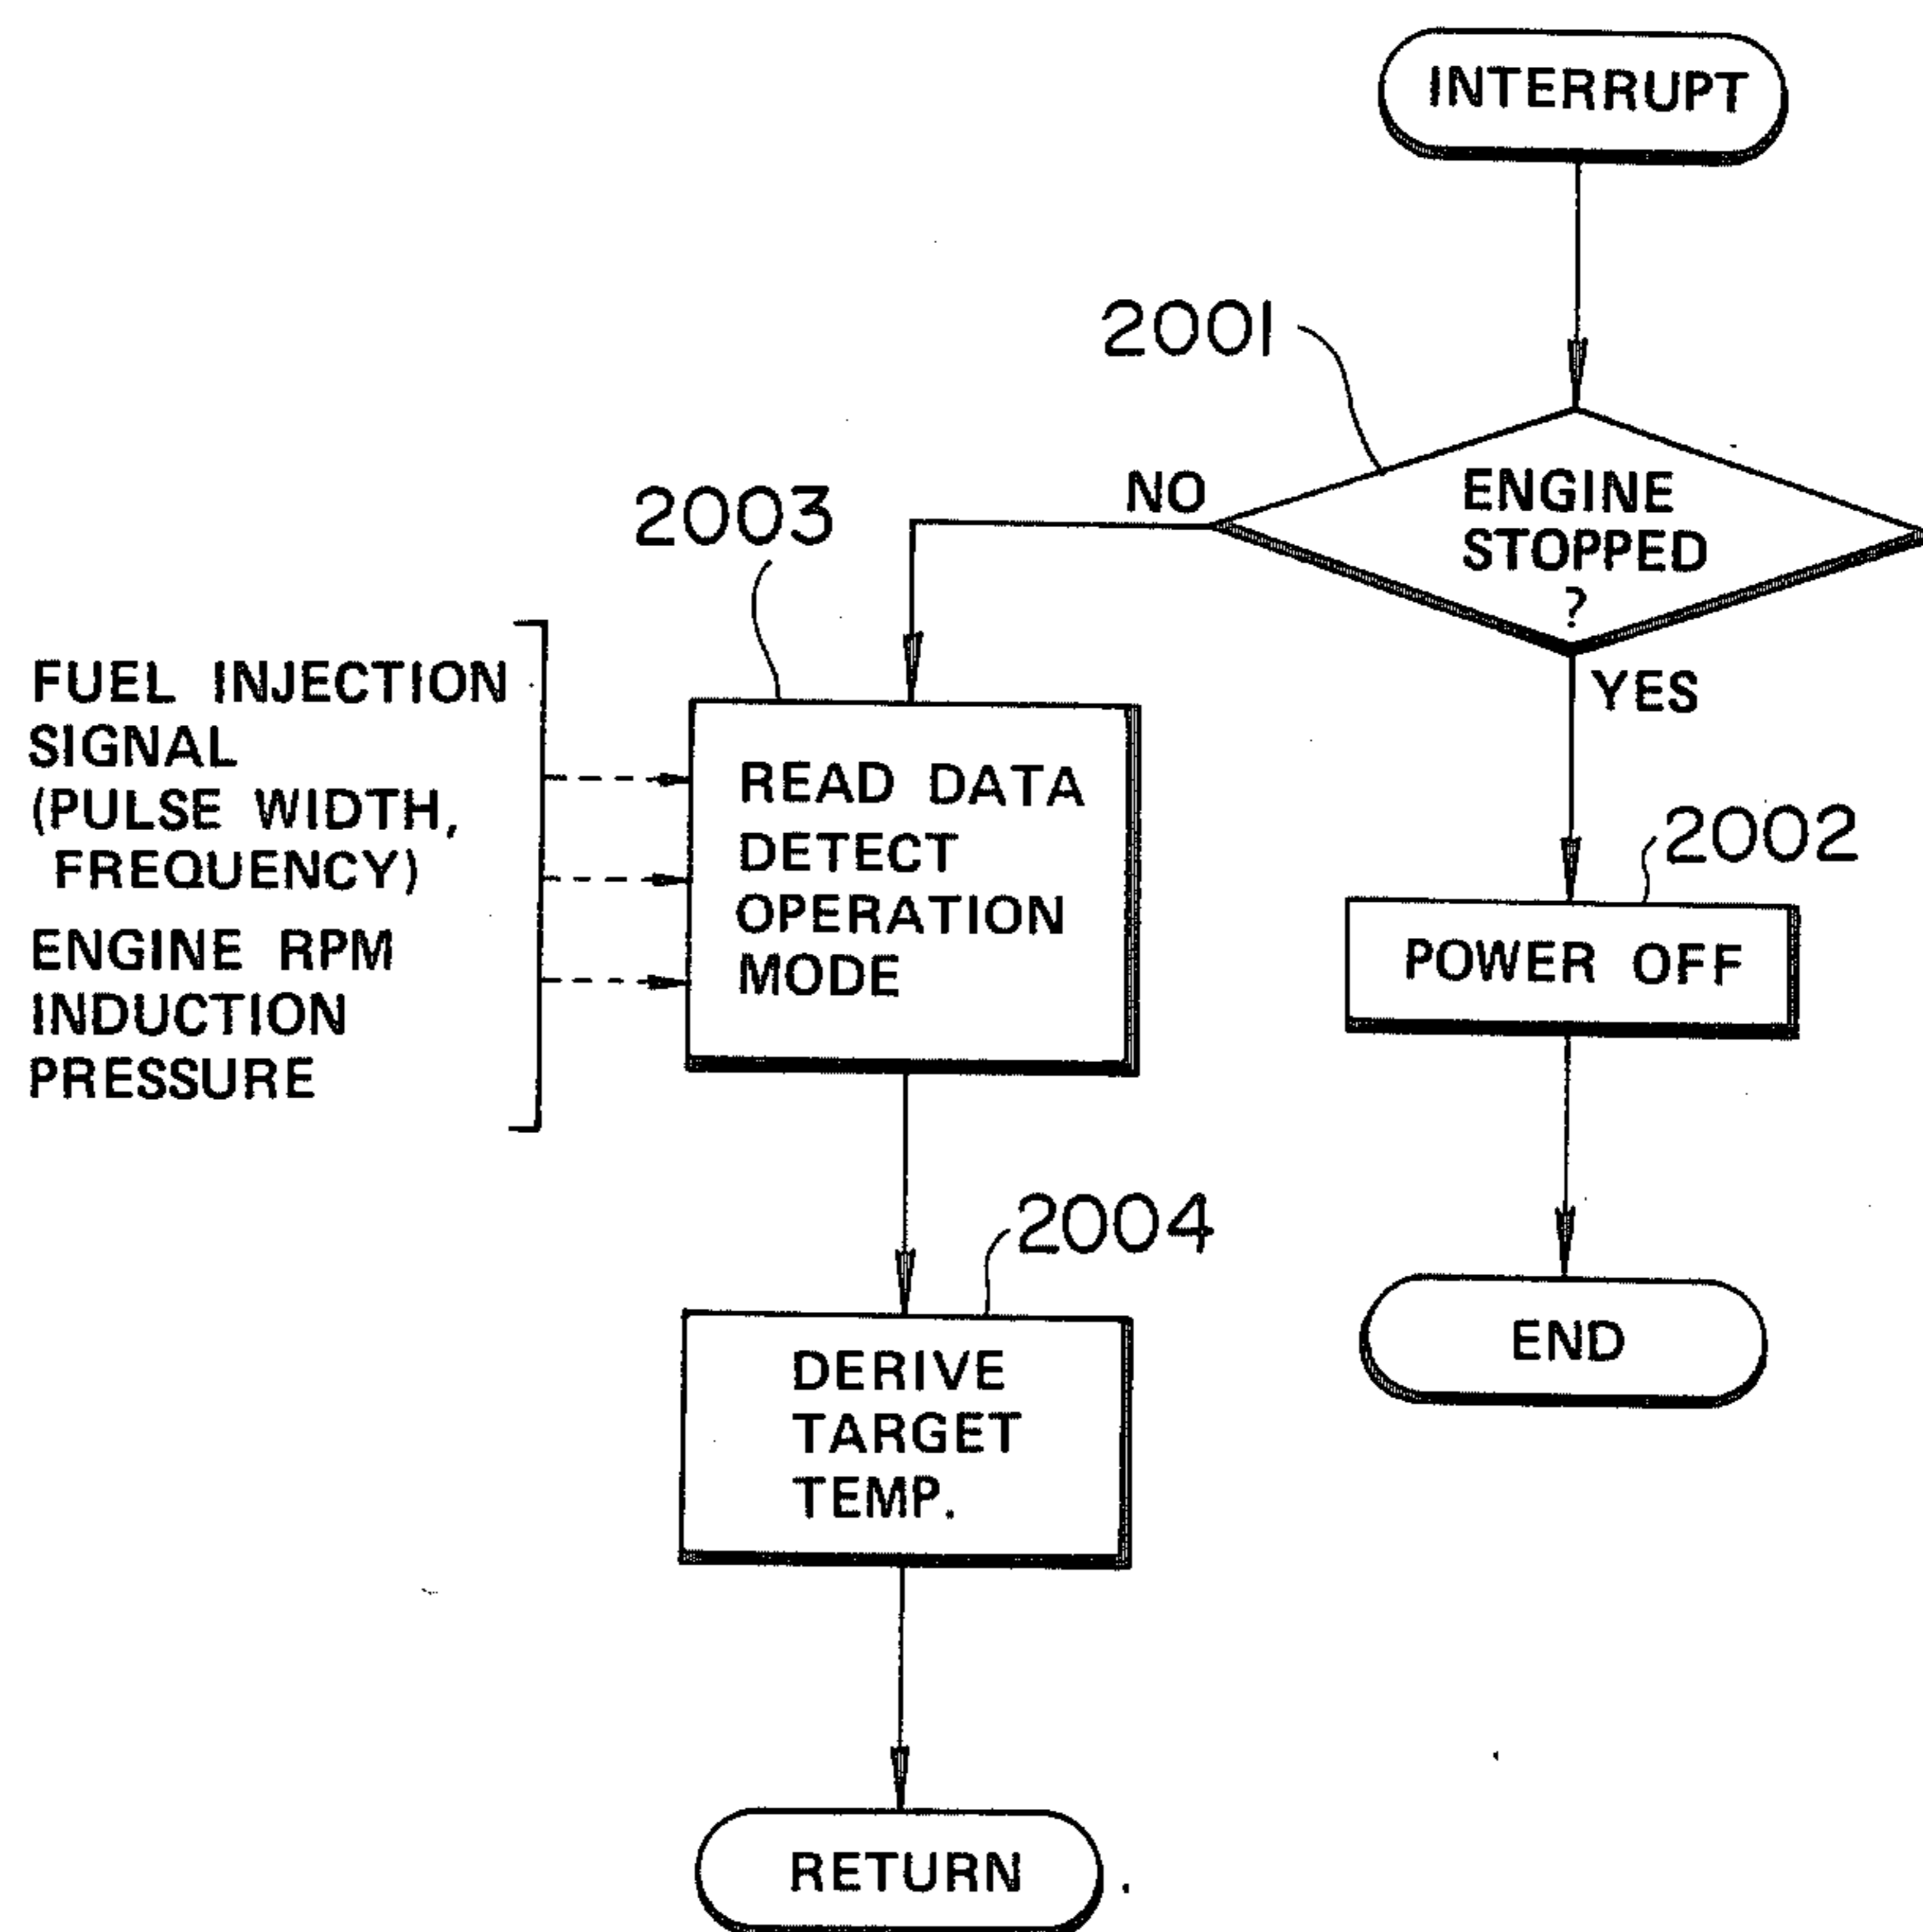 INTERRUPT
2001
NO
ENGINE
STOPPED
?
YES
2003
FUEL INJECTION
SIGNAL
(PULSE WIDTH,
FREQUENCY)
ENGINE RPM
INDUCTION
PRESSURE
READ DATA
DETECT
OPERATION
MODE
2002
POWER OFF
2004
DERIVE
TARGET
TEMP.
END
RETURN